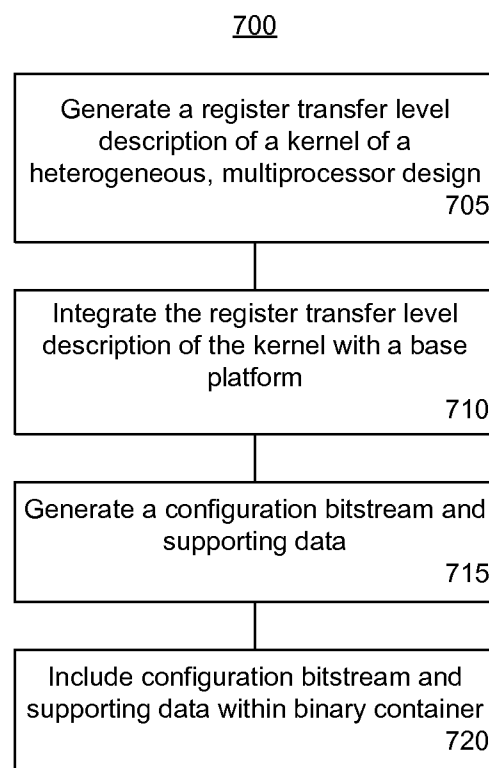 700
Generate a register transfer level
description of a kernel of a
heterogeneous, multiprocessor design
705
Integrate the register transfer level
description of the kernel with a base
platform
710
Generate a configuration bitstream and
supporting data
715
Include configuration bitstream and
supporting data within binary container
720